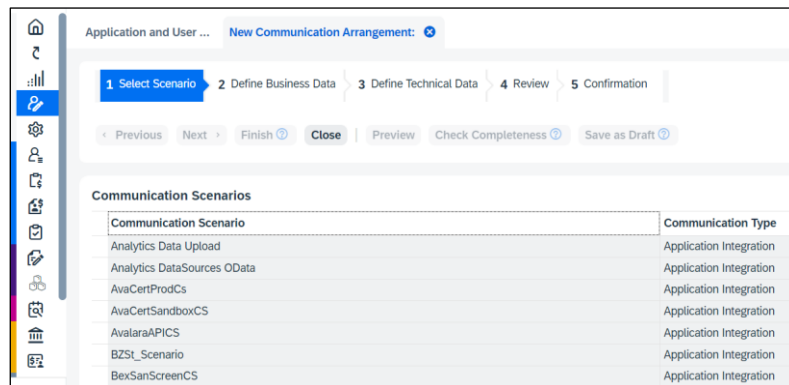 Application and User ... New Communication Arrangement:
1 Select Scenario 2 Define Business Data 3 Define Technical Data 4 Review 5 Confirmation
Previous Next Finish Close Preview Check Completeness Save as Draft
Communication Scenarios
Communication Scenario Communication Type
Analytics Data Upload Application Integration
Analytics DataSources OData Application Integration
AvaCertProdCs Application Integration
AvaCertSandboxCS Application Integration
AvalaraAPICS Application Integration
BZSt_Scenario Application Integration
BexSanScreenCS Application Integration